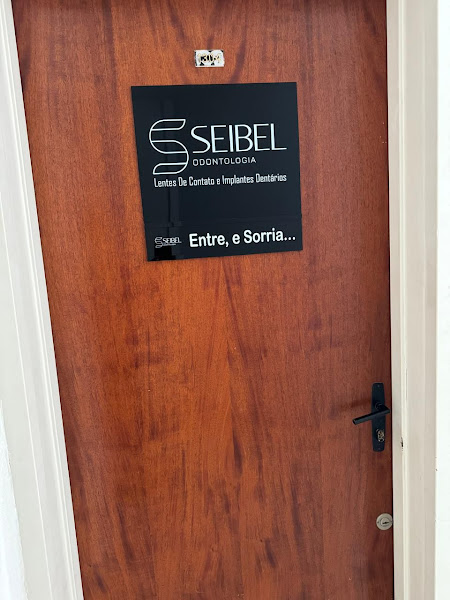 SEIBEL
ODONTOLOGIA
Lentes De Contato e Implantes Dentários
SEIBEL Entre, e Sorria...